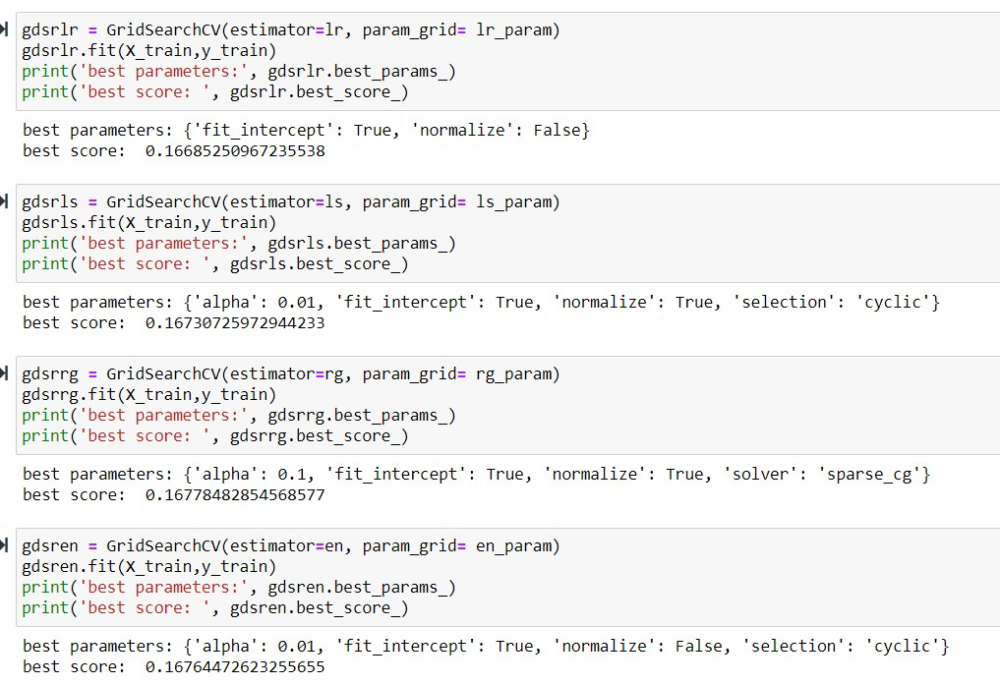 gdsrlr = GridSearchCV(estimator=lr, param_grid= lr_param)
gdsrlr.fit(X_train,y_train)
print('best parameters:', gdsrlr.best_params_)
print('best score: ', gdsrlr.best_score_)
best parameters: {'fit_intercept': True, 'normalize': False}
best score:  0.16685250967235538
gdsrls = GridSearchCV(estimator=ls, param_grid= ls_param)
gdsrls.fit(X_train,y_train)
print('best parameters:', gdsrls.best_params_)
print('best score: ', gdsrls.best_score_)
best parameters: {'alpha': 0.01, 'fit_intercept': True, 'normalize': True, 'selection': 'cyclic'}
best score:  0.16730725972944233
gdsrrg = GridSearchCV(estimator=rg, param_grid= rg_param)
gdsrrg.fit(X_train,y_train)
print('best parameters:', gdsrrg.best_params_)
print('best score: ', gdsrrg.best_score_)
best parameters: {'alpha': 0.1, 'fit_intercept': True, 'normalize': True, 'solver': 'sparse_cg'}
best score:  0.16778482854568577
gdsren = GridSearchCV(estimator=en, param_grid= en_param)
gdsren.fit(X_train,y_train)
print('best parameters:', gdsren.best_params_)
print('best score: ', gdsren.best_score_)
best parameters: {'alpha': 0.01, 'fit_intercept': True, 'normalize': False, 'selection': 'cyclic'}
best score:  0.16764472623255655